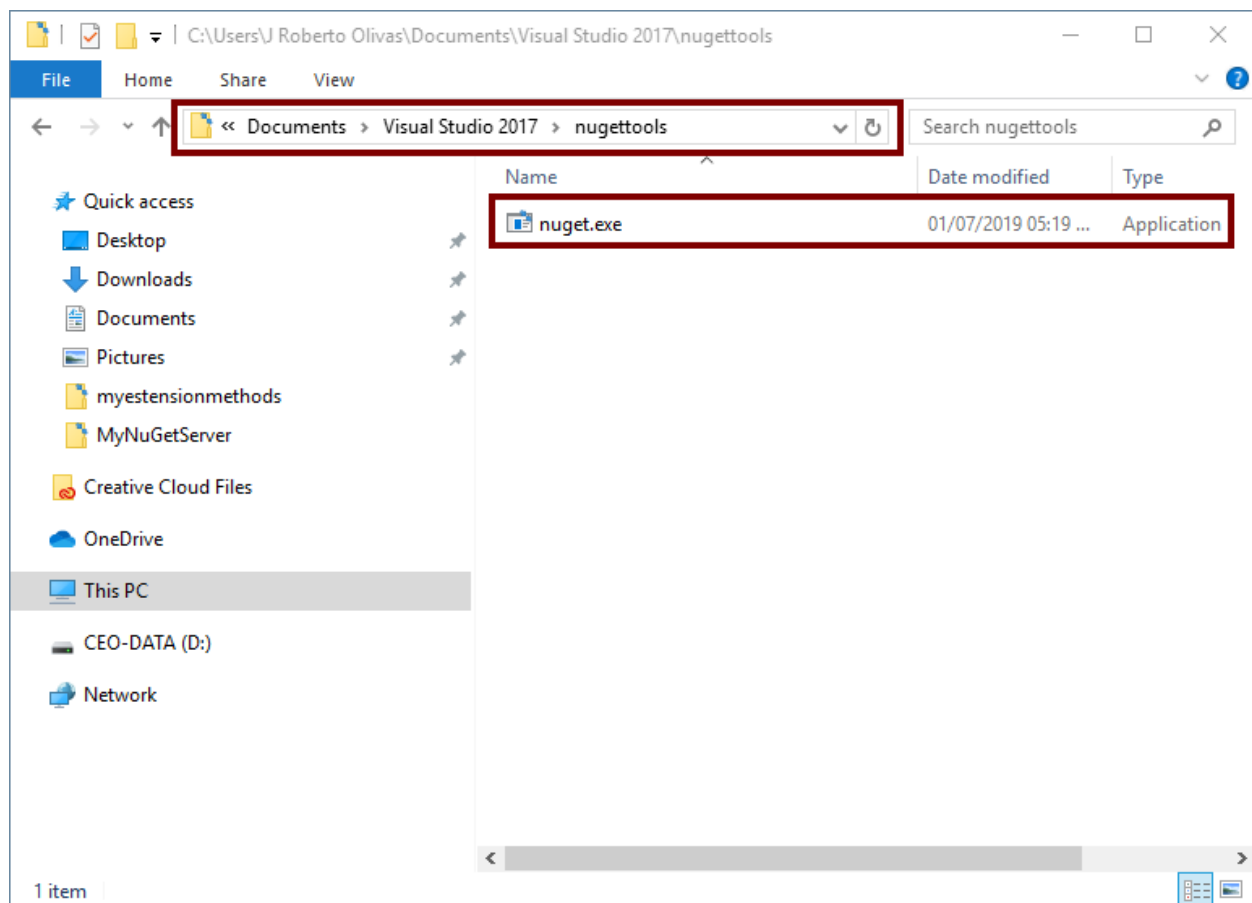 C:\Users\J Roberto Olivas\Documents\Visual Studio 2017\nugettools
File Home Share View
« Documents > Visual Studio 2017 > nugettools
Search nugettools
Name Date modified Type
Quick access
nuget.exe 01/07/2019 05:19 ... Application
Desktop
Downloads
Documents
Pictures
myestensionmethods
MyNuGetServer
Creative Cloud Files
OneDrive
This PC
CEO-DATA (D:)
Network
1 item